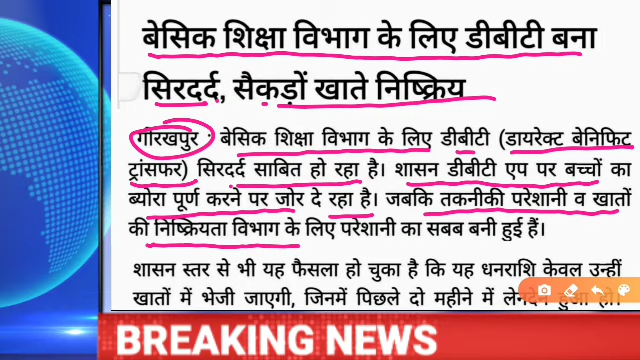 बेसिक शिक्षा विभाग के लिए डीबीटी बना
सिरदर्द, सैकड़ों खाते निष्क्रिय
गोरखपुर : बेसिक शिक्षा विभाग के लिए डीबीटी (डायरेक्ट बेनिफिट
ट्रांसफर) सिरदर्द साबित हो रहा है। शासन डीबीटी एप पर बच्चों का
ब्योरा पूर्ण करने पर जोर दे रहा है। जबकि तकनीकी परेशानी व खातों
की निष्क्रियता विभाग के लिए परेशानी का सबब बनी हुई हैं।
शासन स्तर से भी यह फैसला हो चुका है कि यह धनराशि केवल उन्हीं
खातों में भेजी जाएगी, जिनमें पिछले दो महीने में लेनदेन हुआ हो।
BREAKING NEWS